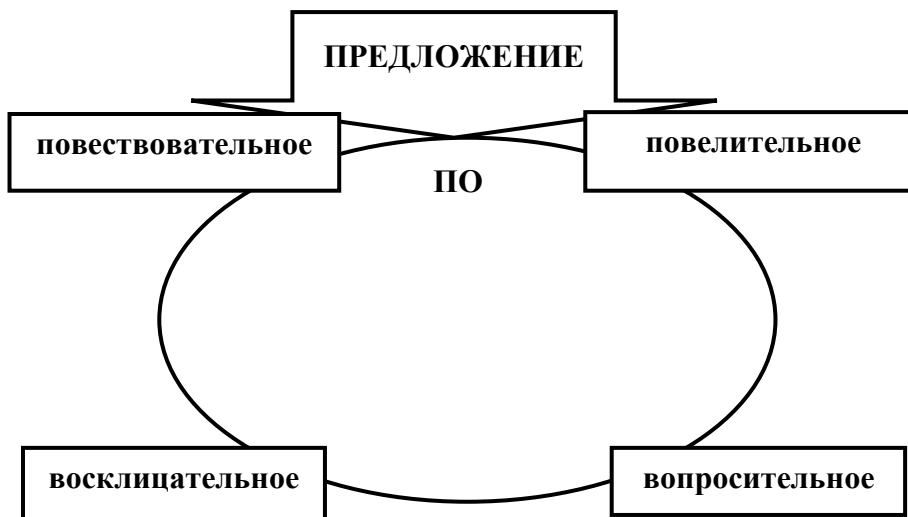 ПРЕДЛОЖЕНИЕ
повествовательное
повелительное
ПО
восклицательное
вопросительное